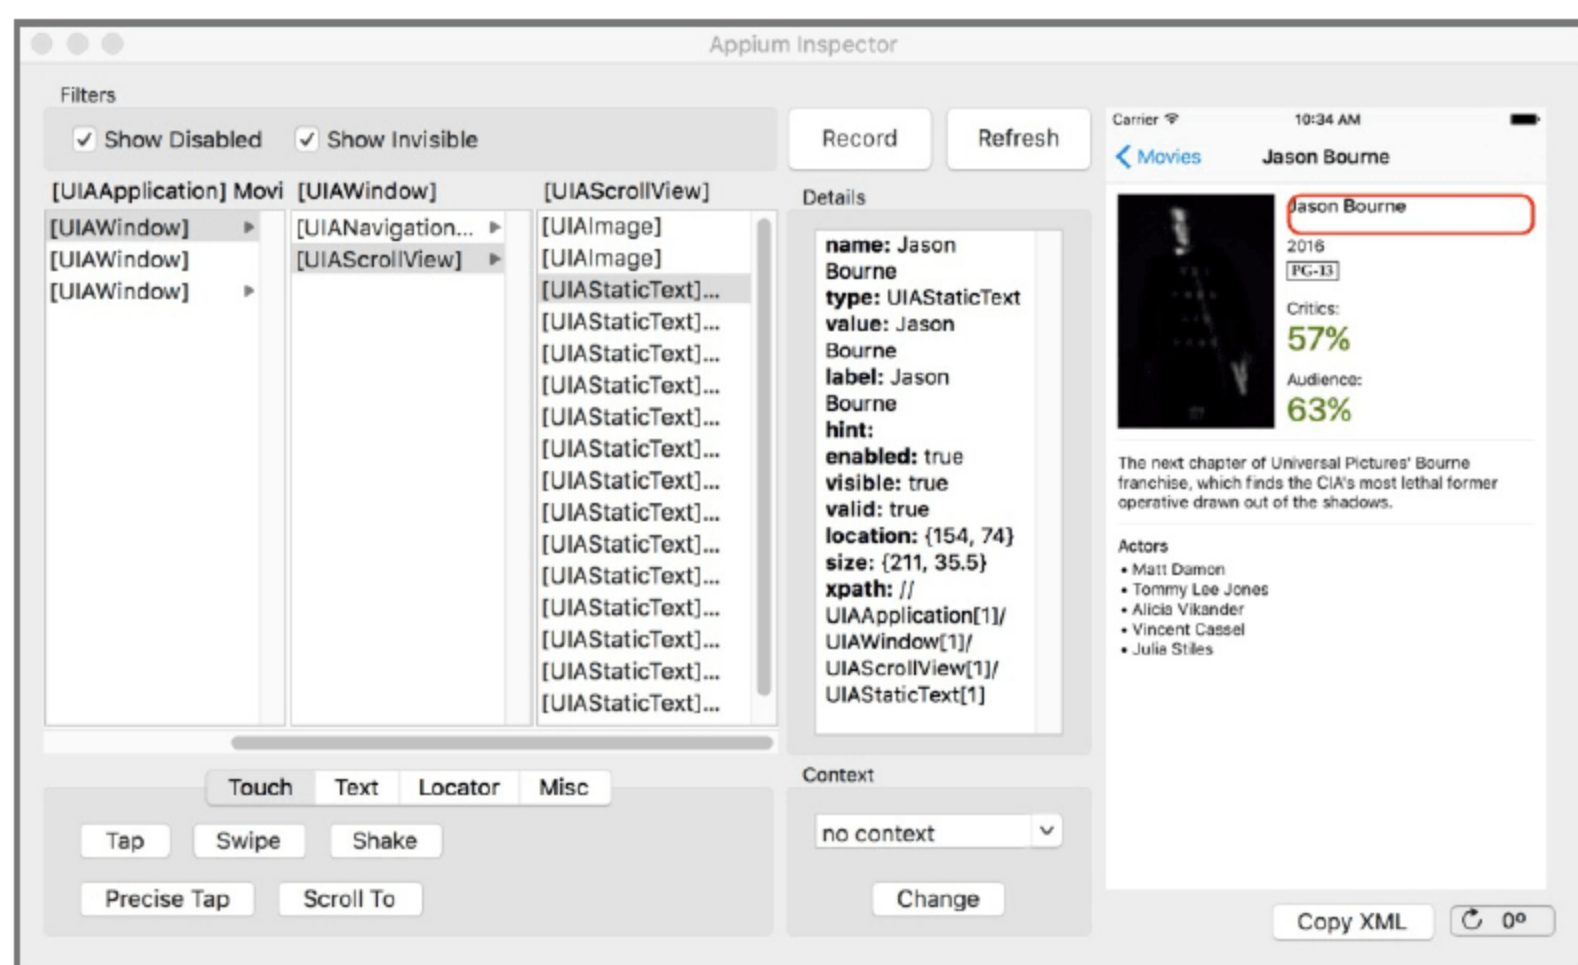 Appium Inspector
Filters
Show Disabled
Show Invisible
Record
Refresh
[UIAApplication] Movi
[UIAWindow]
[UIAScrollView]
[UIAWindow]
[UIAWindow]
[UIAWindow]
[UIANavigation...
[UIAScrollView]
[UIAImage]
[UIAImage]
[UIAStaticText]...
[UIAStaticText]...
[UIAStaticText]...
[UIAStaticText]...
[UIAStaticText]...
[UIAStaticText]...
[UIAStaticText]...
[UIAStaticText]...
[UIAStaticText]...
[UIAStaticText]...
[UIAStaticText]...
[UIAStaticText]...
[UIAStaticText]...
[UIAStaticText]...
Details
name: Jason
Bourne
type: UIAStaticText
value: Jason
Bourne
label: Jason
Bourne
hint:
enabled: true
visible: true
valid: true
location: {154, 74}
size: {211, 35.5}
xpath: //
UIAApplication[1]/
UIAWindow[1]/
UIAScrollView[1]/
UIAStaticText[1]
Touch
Text
Locator
Misc
Tap
Swipe
Shake
Precise Tap
Scroll To
Context
no context
Change
Carrier
10:34 AM
Movies
Jason Bourne
Jason Bourne
2016
PG-13
Critics:
57%
Audience:
63%
The next chapter of Universal Pictures' Bourne
franchise, which finds the CIA's most lethal former
operative drawn out of the shadows.
Actors
• Matt Damon
• Tommy Lee Jones
• Alicia Vikander
• Vincent Cassel
• Julia Stiles
Copy XML
0º